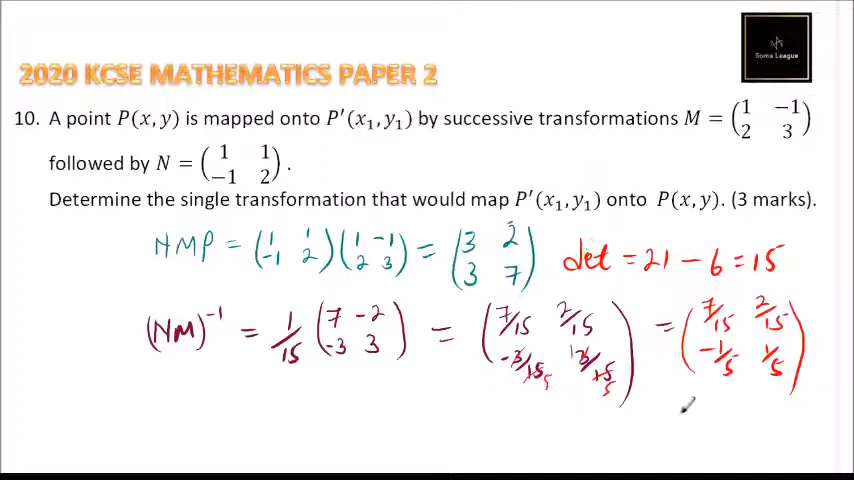 Soma League
2020 KCSE MATHEMATICS PAPER 2
10. A point P(x, y) is mapped onto P′(x₁, y₁) by successive transformations M = (1 −1; 2 3)
followed by N = (1 1; −1 2).
Determine the single transformation that would map P′(x₁, y₁) onto P(x, y). (3 marks).
NMP = (1 1; -1 2)(1 -1; 2 3) = (3 2; 3 7) det = 21 - 6 = 15
(NM)⁻¹ = 1/15 (7 -2; -3 3) = (7/15 2/15; -3/15 5 3/15 5) = (7/15 2/15; -1/5 1/5)